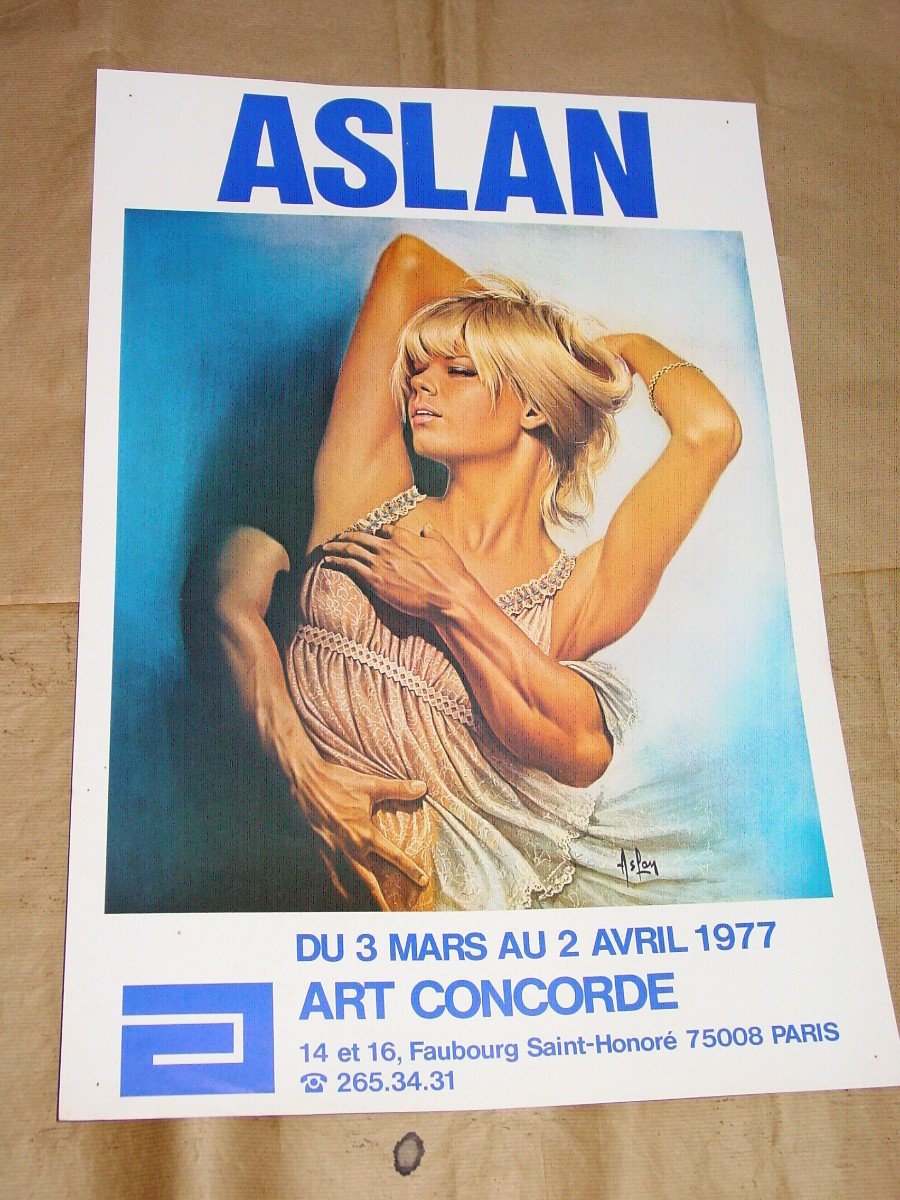 ASLAN
Aslan
DU 3 MARS AU 2 AVRIL 1977
ART CONCORDE
14 et 16, Faubourg Saint-Honoré 75008 PARIS
☎ 265.34.31